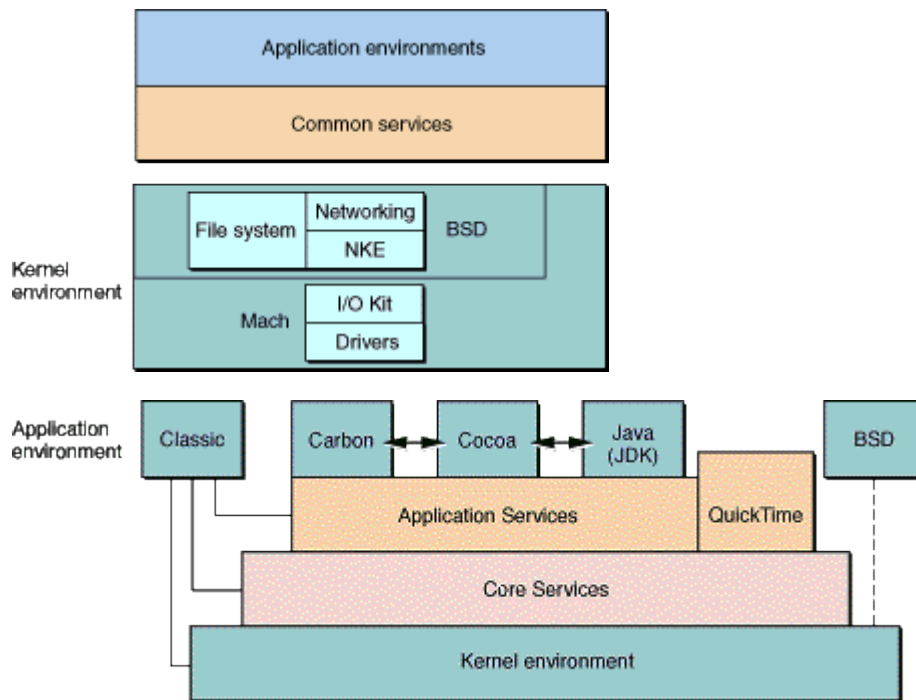 Application environments
Common services
Kernel
environment
File system
Networking
NKE
BSD
Mach
I/O Kit
Drivers
Application
environment
Classic
Carbon
Cocoa
Java
(JDK)
BSD
Application Services
QuickTime
Core Services
Kernel environment